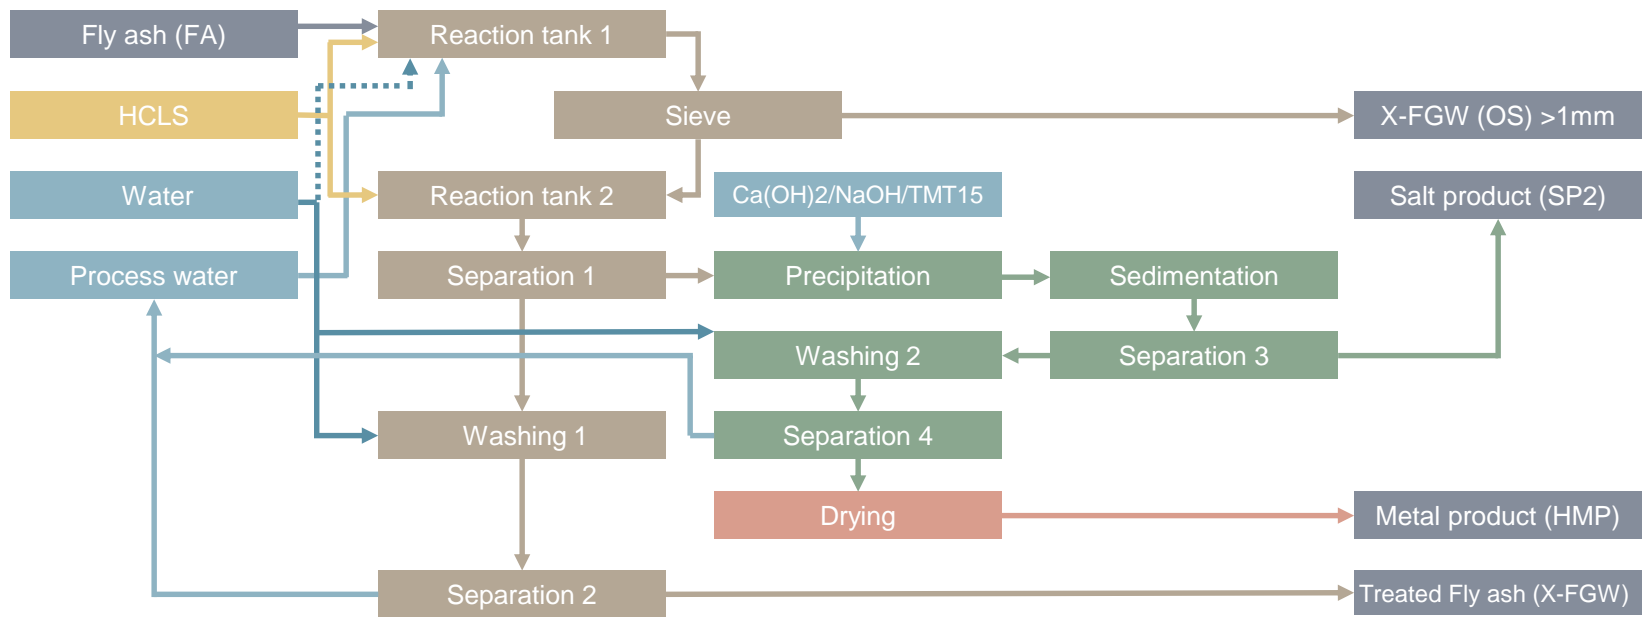 Fly ash (FA)
Reaction tank 1
HCLS
Sieve
X-FGW (OS) >1mm
Water
Reaction tank 2
Ca(OH)2/NaOH/TMT15
Salt product (SP2)
Process water
Separation 1
Precipitation
Sedimentation
Washing 2
Separation 3
Washing 1
Separation 4
Drying
Metal product (HMP)
Separation 2
Treated Fly ash (X-FGW)